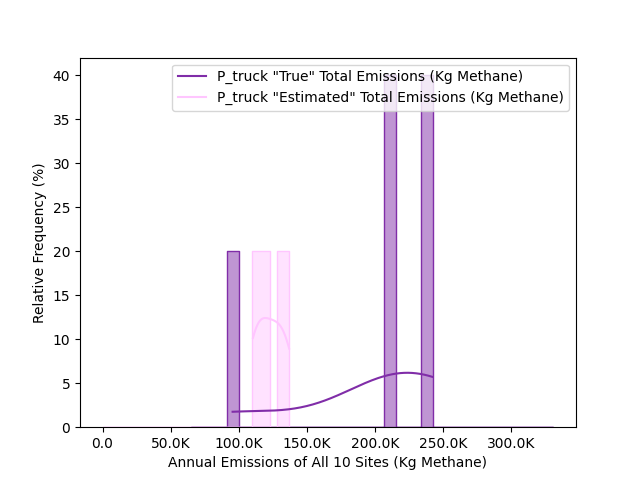 P_truck "True" Total Emissions (Kg Methane)
P_truck "Estimated" Total Emissions (Kg Methane)
40
35
30
25
20
15
10
5
0
Relative Frequency (%)
0.0 50.0K 100.0K 150.0K 200.0K 250.0K 300.0K
Annual Emissions of All 10 Sites (Kg Methane)